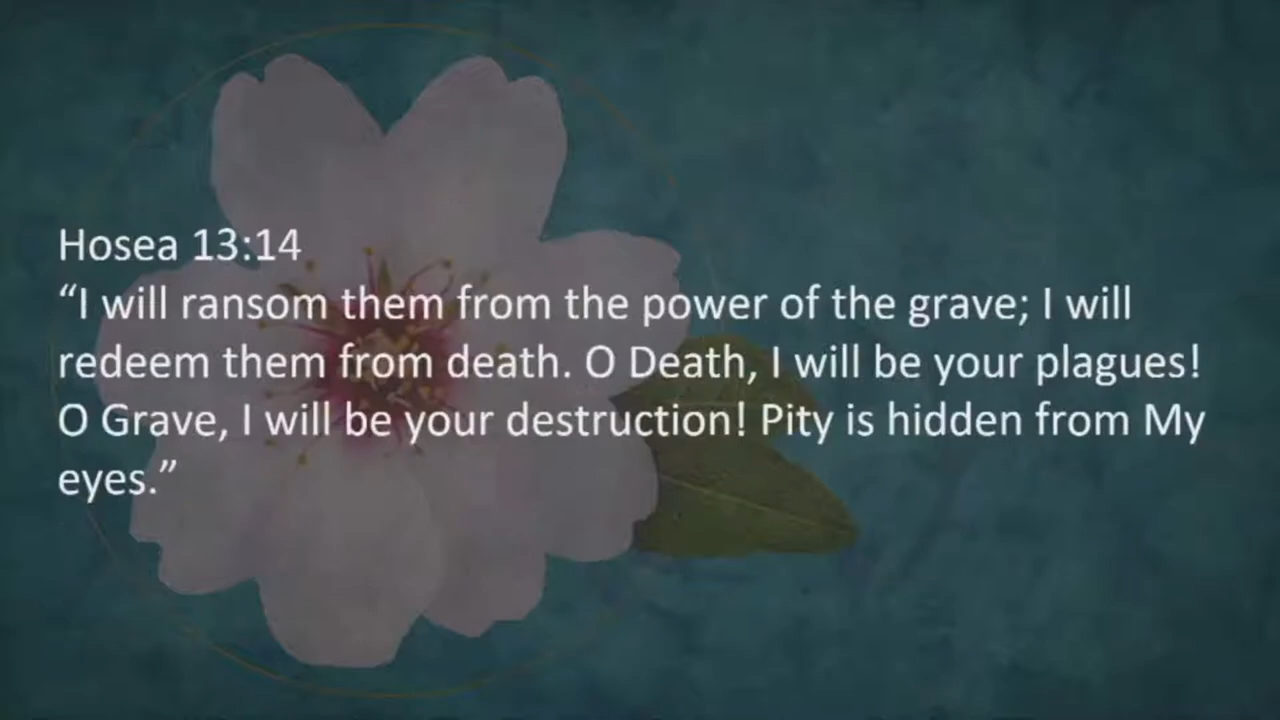 Hosea 13:14
“I will ransom them from the power of the grave; I will
redeem them from death. O Death, I will be your plagues!
O Grave, I will be your destruction! Pity is hidden from My
eyes.”